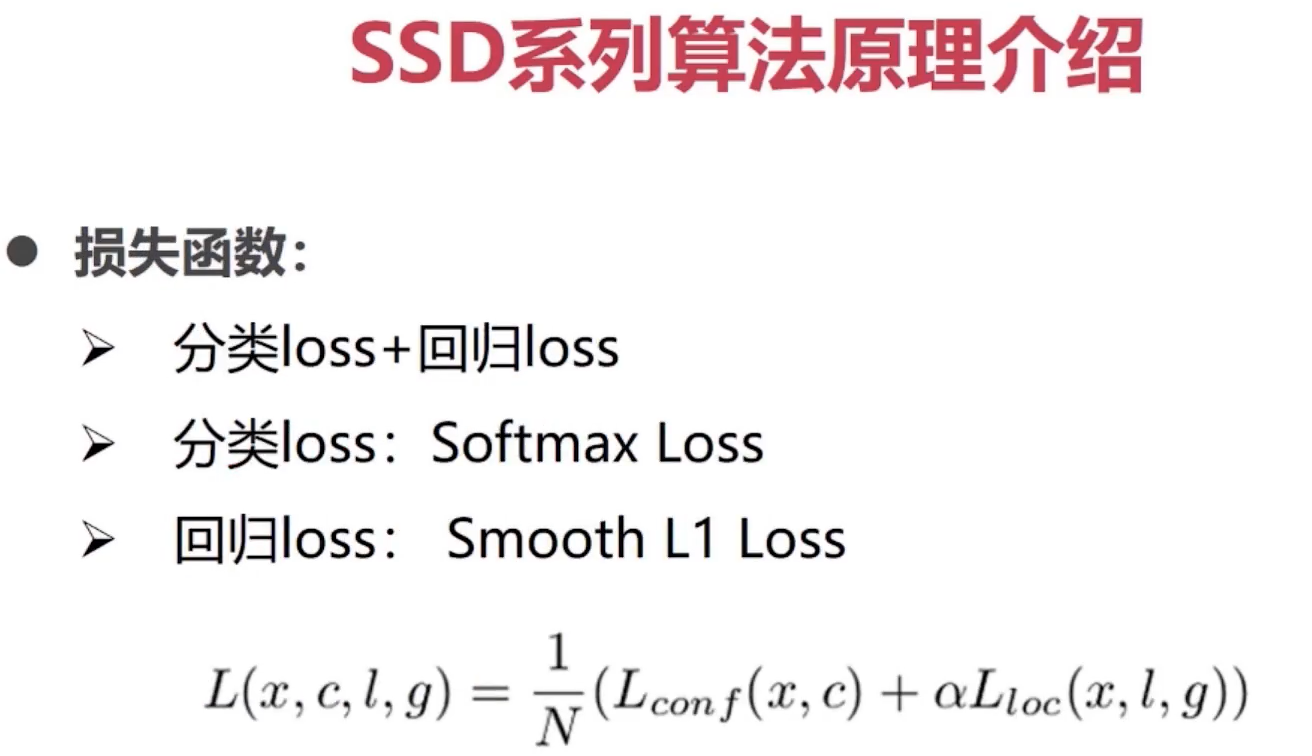 SSD系列算法原理介绍
● 损失函数：
➢ 分类loss+回归loss
➢ 分类loss：Softmax Loss
➢ 回归loss： Smooth L1 Loss
L(x, c, l, g) = \frac{1}{N}(L_{conf}(x, c) + αL_{loc}(x, l, g))